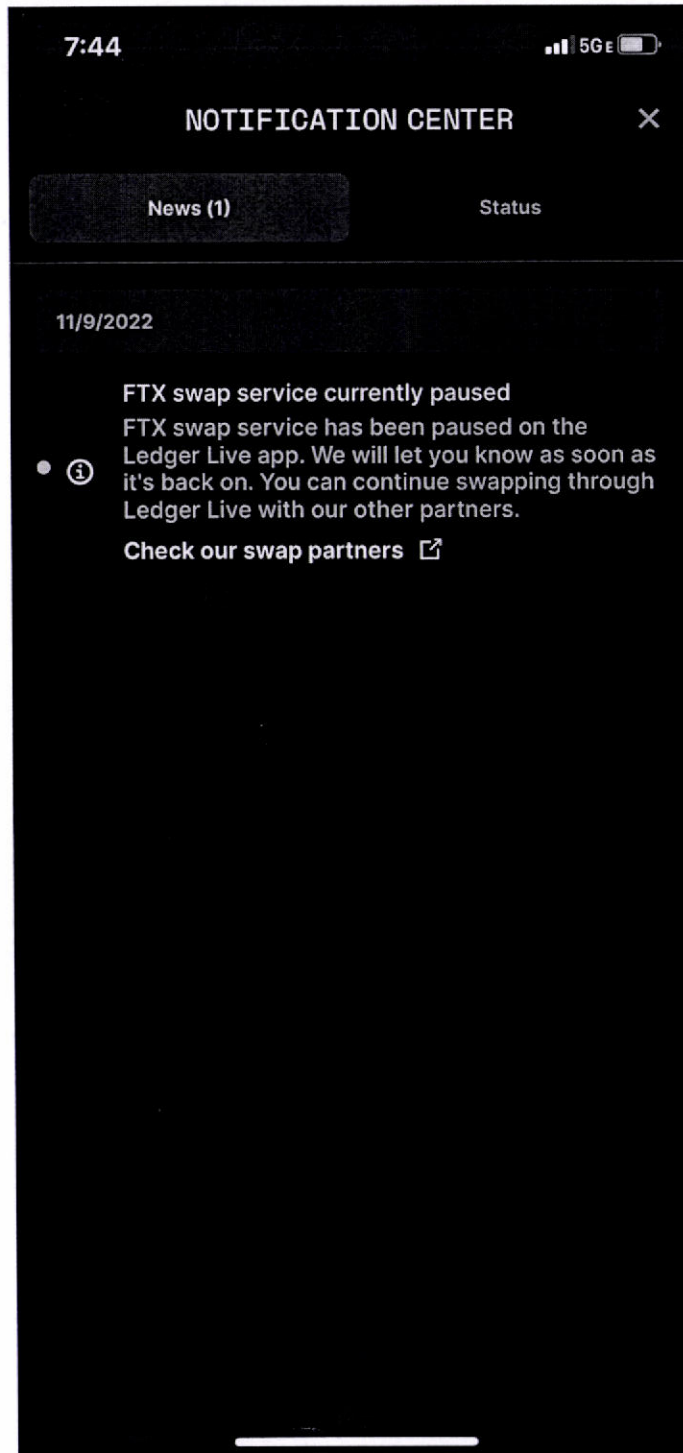 7:44
5GE
NOTIFICATION CENTER
News (1)
Status
11/9/2022
FTX swap service currently paused
FTX swap service has been paused on the
Ledger Live app. We will let you know as soon as
it's back on. You can continue swapping through
Ledger Live with our other partners.
Check our swap partners